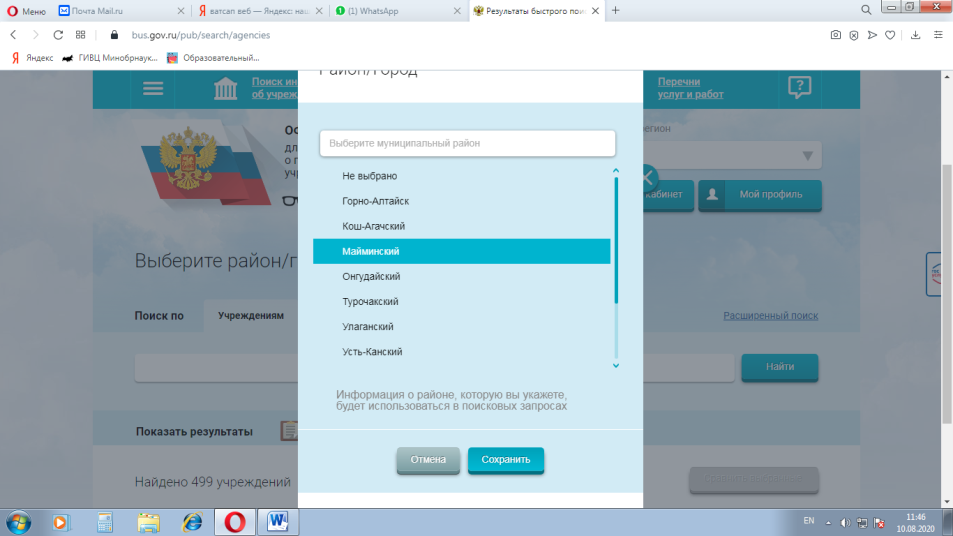 Меню
Почта Mail.ru
ватсап веб — Яндекс: наш
(1) WhatsApp
Результаты быстрого пои
bus.gov.ru/pub/search/agencies
Яндекс
ГИВЦ Минобрнаук...
Образовательный...
Район/Город
Поиск ин
об учреж
Перечни
услуг и работ
Выберите муниципальный район
Не выбрано
Горно-Алтайск
Кош-Агачский
Майминский
Онгудайский
Турочакский
Улаганский
Усть-Канский
егион
кабинет
Мой профиль
Выберите район/г
Поиск по
Учреждениям
Расширенный поиск
Найти
Информация о районе, которую вы укажете,
будет использоваться в поисковых запросах
Показать результаты
Отмена
Сохранить
Найдено 499 учреждений
EN
11:46
10.08.2020